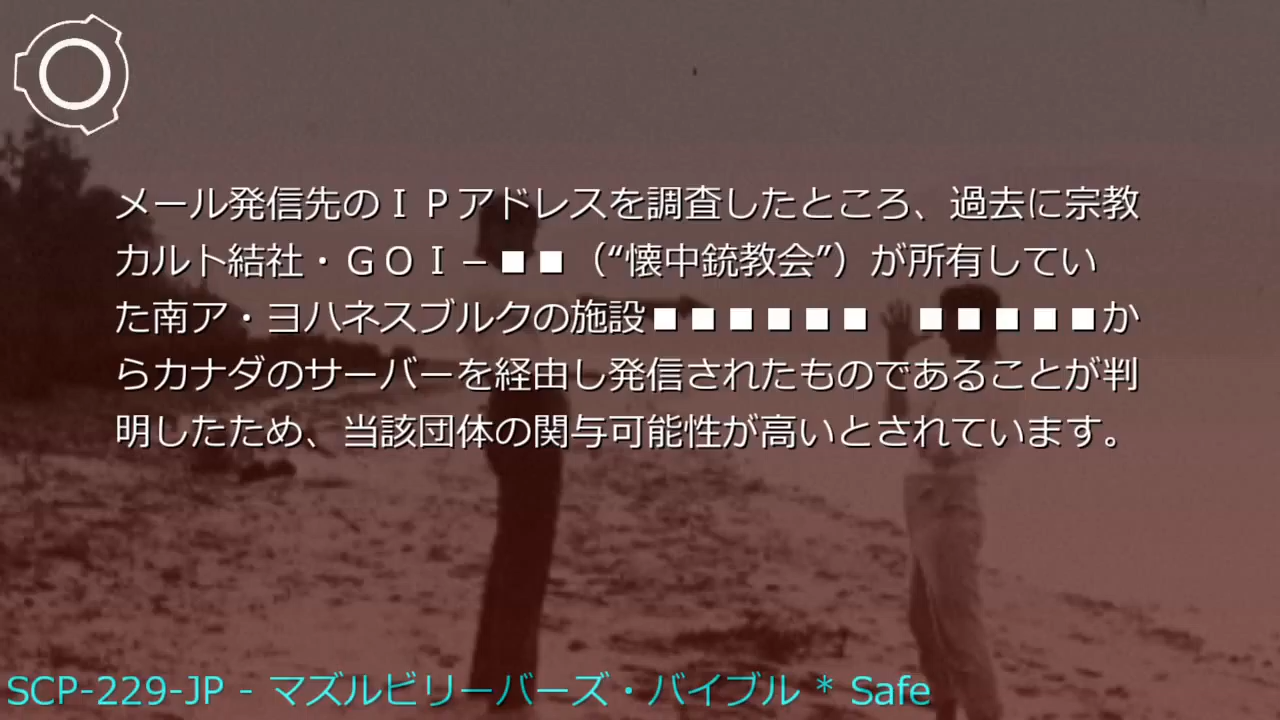 メール発信先のＩＰアドレスを調査したところ、過去に宗教
カルト結社・ＧＯＩ－■■（“懐中銃教会”）が所有してい
た南ア・ヨハネスブルクの施設■■■■■■　■■■■■か
らカナダのサーバーを経由し発信されたものであることが判
明したため、当該団体の関与可能性が高いとされています。
SCP-229-JP - マズルビリーバーズ・バイブル * Safe